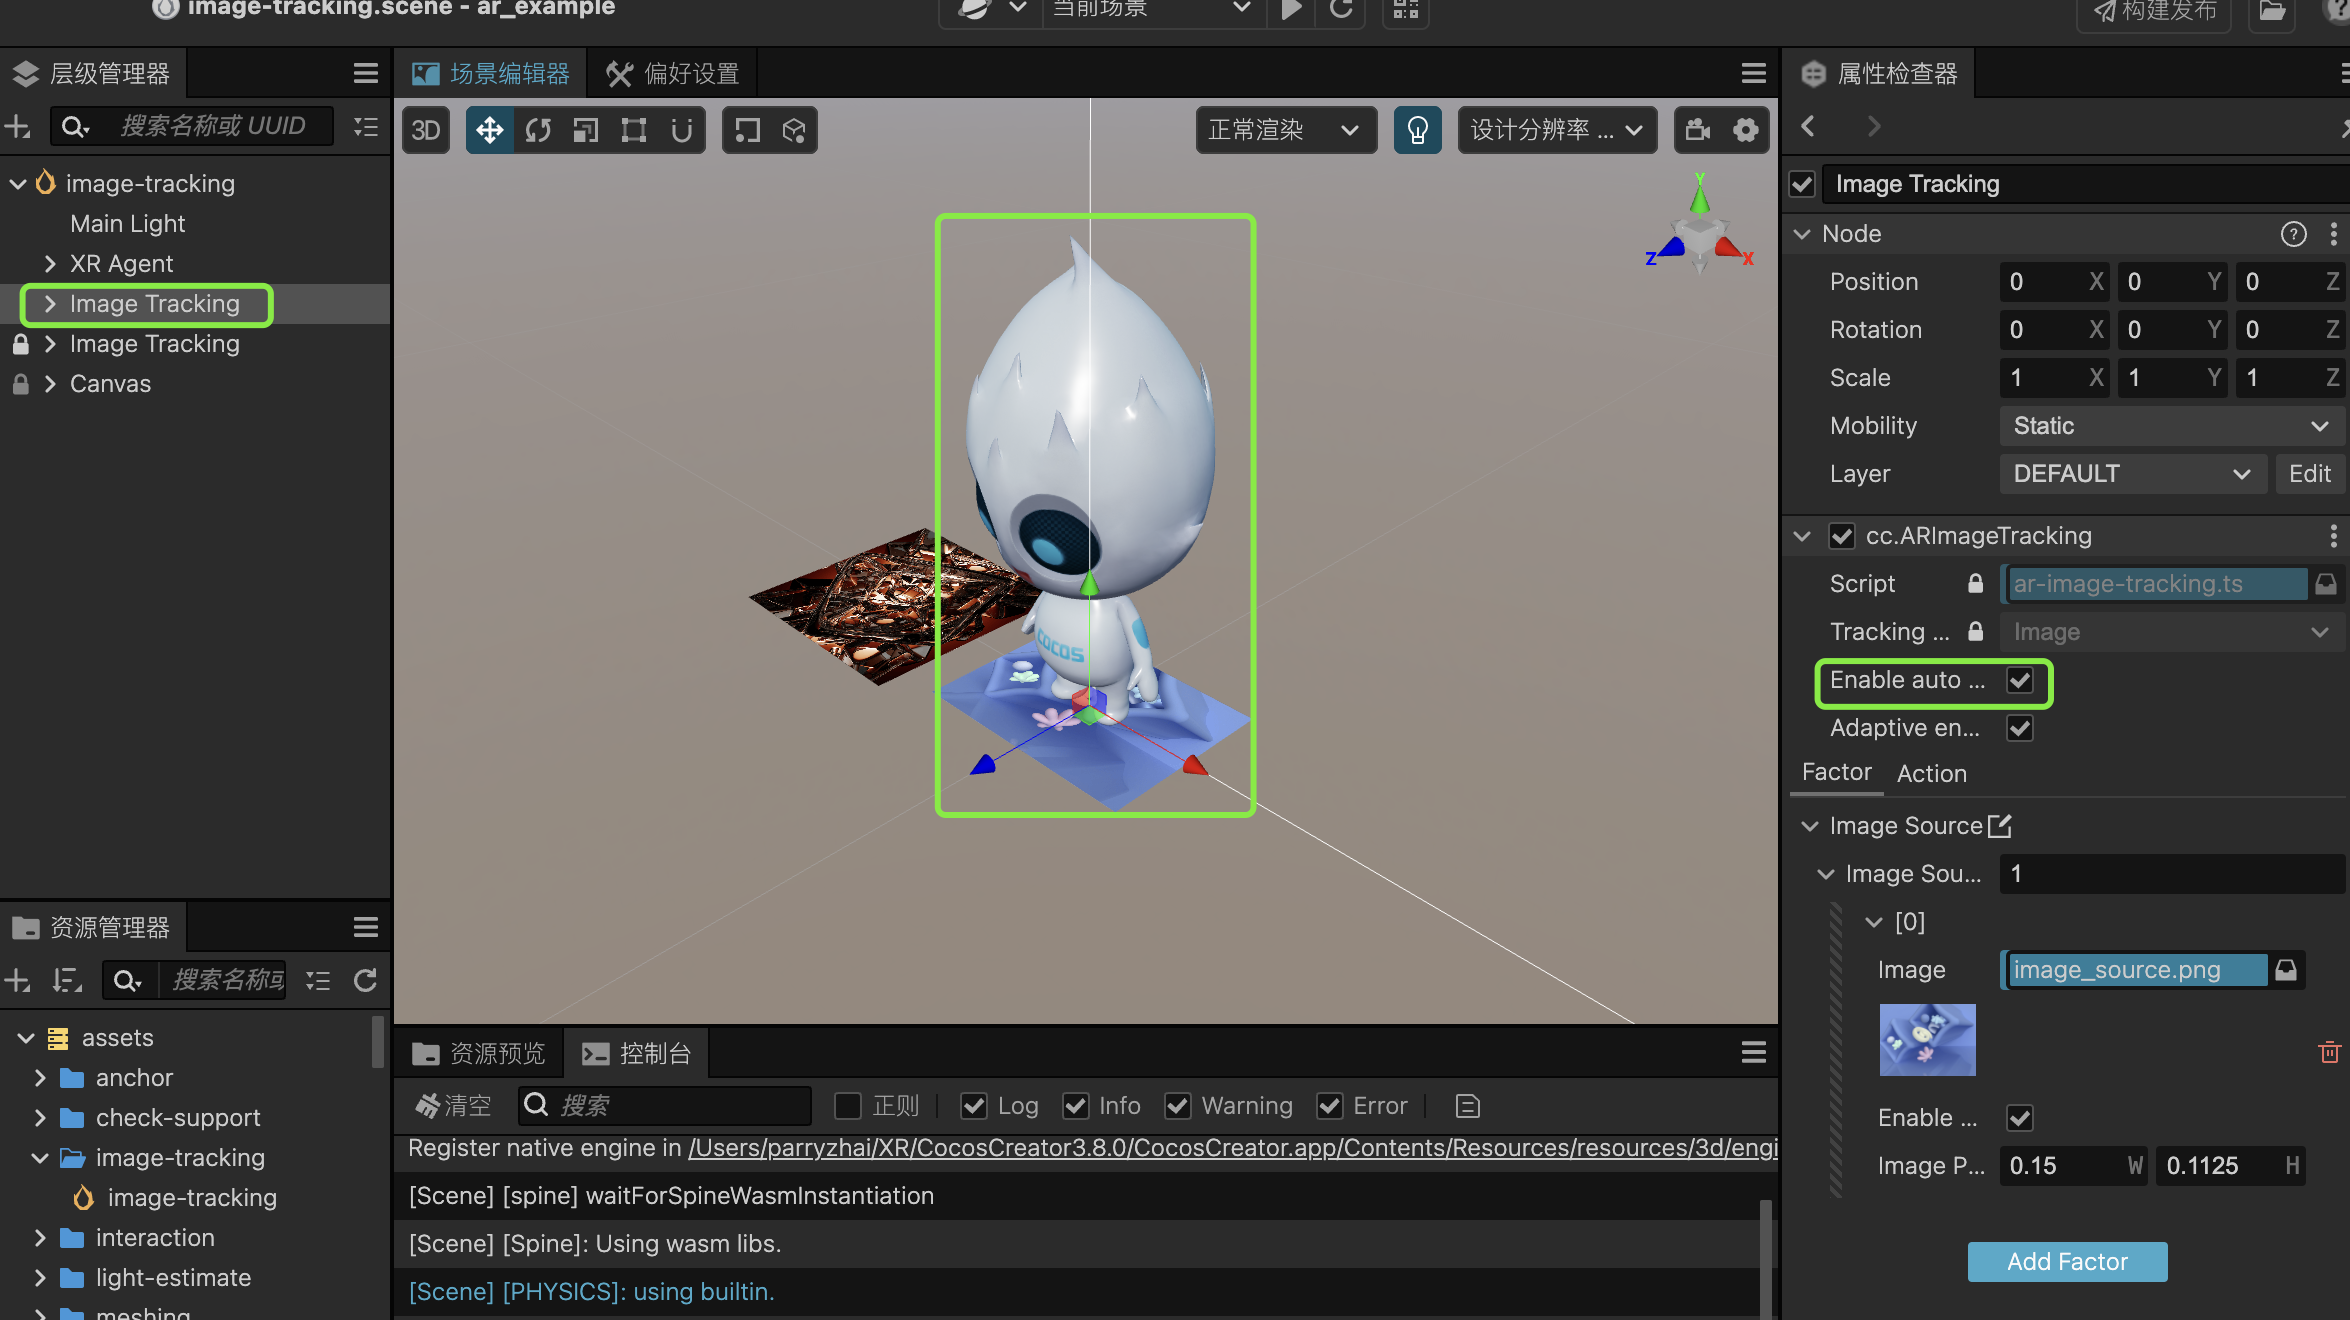 image-tracking.scene - ar_example
当前场景
构建发布
层级管理器
搜索名称或 UUID
image-tracking
Main Light
XR Agent
Image Tracking
Image Tracking
Canvas
场景编辑器
偏好设置
3D
正常渲染
设计分辨率 ...
Y
Z
X
COCOS
属性检查器
Image Tracking
Node
Position 0 X 0 Y 0 Z
Rotation 0 X 0 Y 0 Z
Scale 1 X 1 Y 1 Z
Mobility Static
Layer DEFAULT Edit
cc.ARImageTracking
Script ar-image-tracking.ts
Tracking ... Image
Enable auto ...
Adaptive en...
Factor Action
Image Source
Image Sou... 1
[0]
Image image_source.png
Enable ...
Image P... 0.15 W 0.1125 H
Add Factor
资源管理器
搜索名称或
assets
anchor
check-support
image-tracking
image-tracking
interaction
light-estimate
meshing
资源预览
控制台
清空 搜索 正则 Log Info Warning Error
Register native engine in /Users/parryzhai/XR/CocosCreator3.8.0/CocosCreator.app/Contents/Resources/resources/3d/engi
[Scene] [spine] waitForSpineWasmInstantiation
[Scene] [Spine]: Using wasm libs.
[Scene] [PHYSICS]: using builtin.